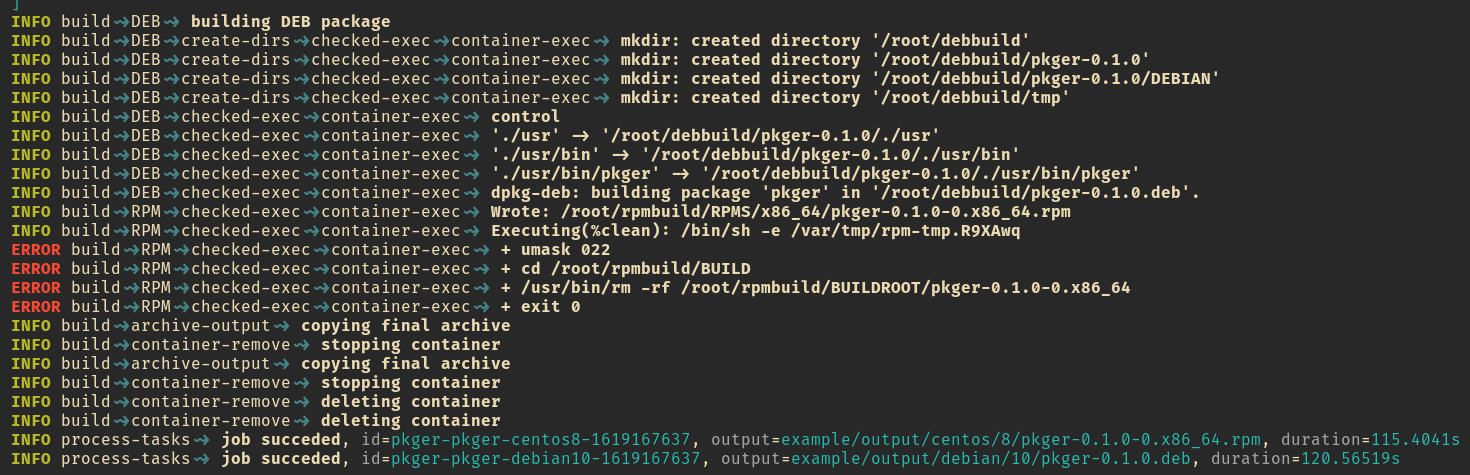 ]
INFO build⤳DEB⤳ building DEB package
INFO build⤳DEB⤳create-dirs⤳checked-exec⤳container-exec⤳ mkdir: created directory '/root/debbuild'
INFO build⤳DEB⤳create-dirs⤳checked-exec⤳container-exec⤳ mkdir: created directory '/root/debbuild/pkger-0.1.0'
INFO build⤳DEB⤳create-dirs⤳checked-exec⤳container-exec⤳ mkdir: created directory '/root/debbuild/pkger-0.1.0/DEBIAN'
INFO build⤳DEB⤳create-dirs⤳checked-exec⤳container-exec⤳ mkdir: created directory '/root/debbuild/tmp'
INFO build⤳DEB⤳checked-exec⤳container-exec⤳ control
INFO build⤳DEB⤳checked-exec⤳container-exec⤳ './usr' -> '/root/debbuild/pkger-0.1.0/./usr'
INFO build⤳DEB⤳checked-exec⤳container-exec⤳ './usr/bin' -> '/root/debbuild/pkger-0.1.0/./usr/bin'
INFO build⤳DEB⤳checked-exec⤳container-exec⤳ './usr/bin/pkger' -> '/root/debbuild/pkger-0.1.0/./usr/bin/pkger'
INFO build⤳DEB⤳checked-exec⤳container-exec⤳ dpkg-deb: building package 'pkger' in '/root/debbuild/pkger-0.1.0.deb'.
INFO build⤳RPM⤳checked-exec⤳container-exec⤳ Wrote: /root/rpmbuild/RPMS/x86_64/pkger-0.1.0-0.x86_64.rpm
INFO build⤳RPM⤳checked-exec⤳container-exec⤳ Executing(%clean): /bin/sh -e /var/tmp/rpm-tmp.R9XAwq
ERROR build⤳RPM⤳checked-exec⤳container-exec⤳ + umask 022
ERROR build⤳RPM⤳checked-exec⤳container-exec⤳ + cd /root/rpmbuild/BUILD
ERROR build⤳RPM⤳checked-exec⤳container-exec⤳ + /usr/bin/rm -rf /root/rpmbuild/BUILDROOT/pkger-0.1.0-0.x86_64
ERROR build⤳RPM⤳checked-exec⤳container-exec⤳ + exit 0
INFO build⤳archive-output⤳ copying final archive
INFO build⤳container-remove⤳ stopping container
INFO build⤳archive-output⤳ copying final archive
INFO build⤳container-remove⤳ stopping container
INFO build⤳container-remove⤳ deleting container
INFO build⤳container-remove⤳ deleting container
INFO process-tasks⤳ job succeded, id=pkger-pkger-centos8-1619167637, output=example/output/centos/8/pkger-0.1.0-0.x86_64.rpm, duration=115.4041s
INFO process-tasks⤳ job succeded, id=pkger-pkger-debian10-1619167637, output=example/output/debian/10/pkger-0.1.0.deb, duration=120.56519s